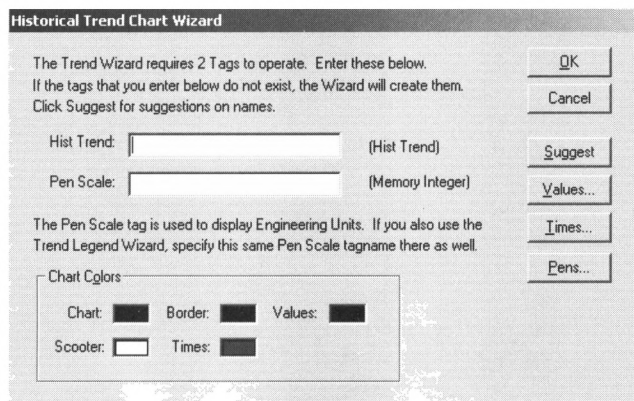 Historical Trend Chart Wizard
The Trend Wizard requires 2 Tags to operate. Enter these below.
If the tags that you enter below do not exist, the Wizard will create them.
Click Suggest for suggestions on names.
Hist Trend:
(Hist Trend)
Pen Scale:
(Memory Integer)
The Pen Scale tag is used to display Engineering Units. If you also use the
Trend Legend Wizard, specify this same Pen Scale tagname there as well.
Chart Colors
Chart:
Border:
Values:
Scooter:
Times:
OK
Cancel
Suggest
Values...
Times...
Pens...